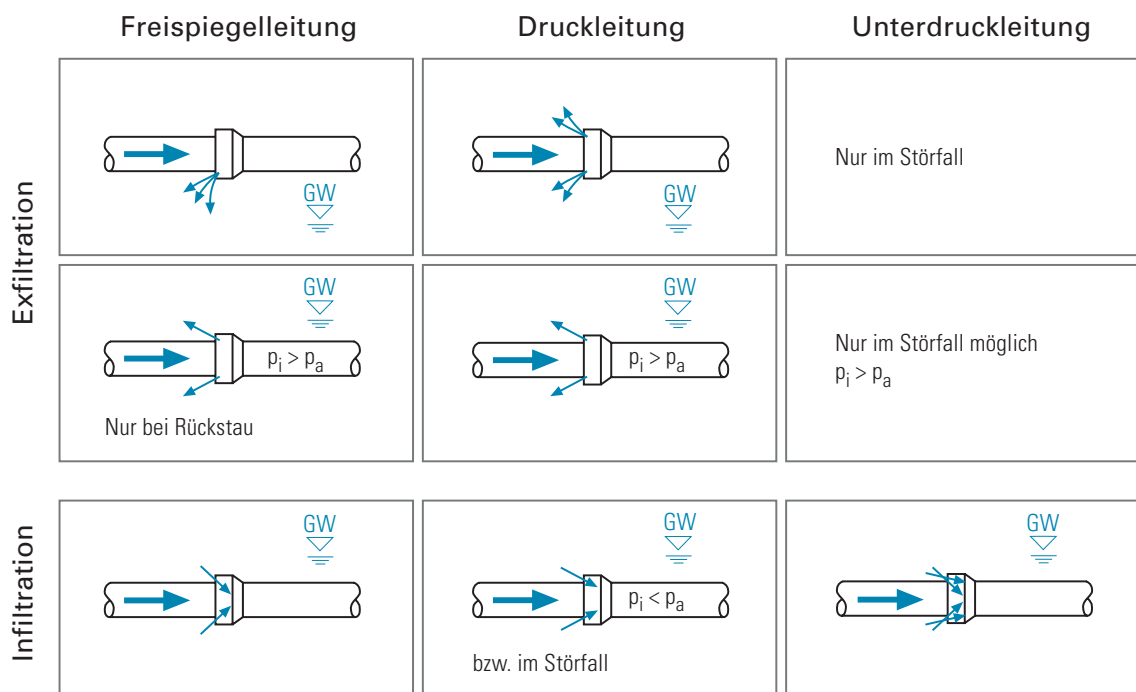 Freispiegelleitung
Druckleitung
Unterdruckleitung
Exfiltration
GW
GW
Nur im Störfall
GW
pi > pa
Nur bei Rückstau
GW
pi > pa
Nur im Störfall möglich
pi > pa
Infiltration
GW
GW
pi < pa
bzw. im Störfall
GW